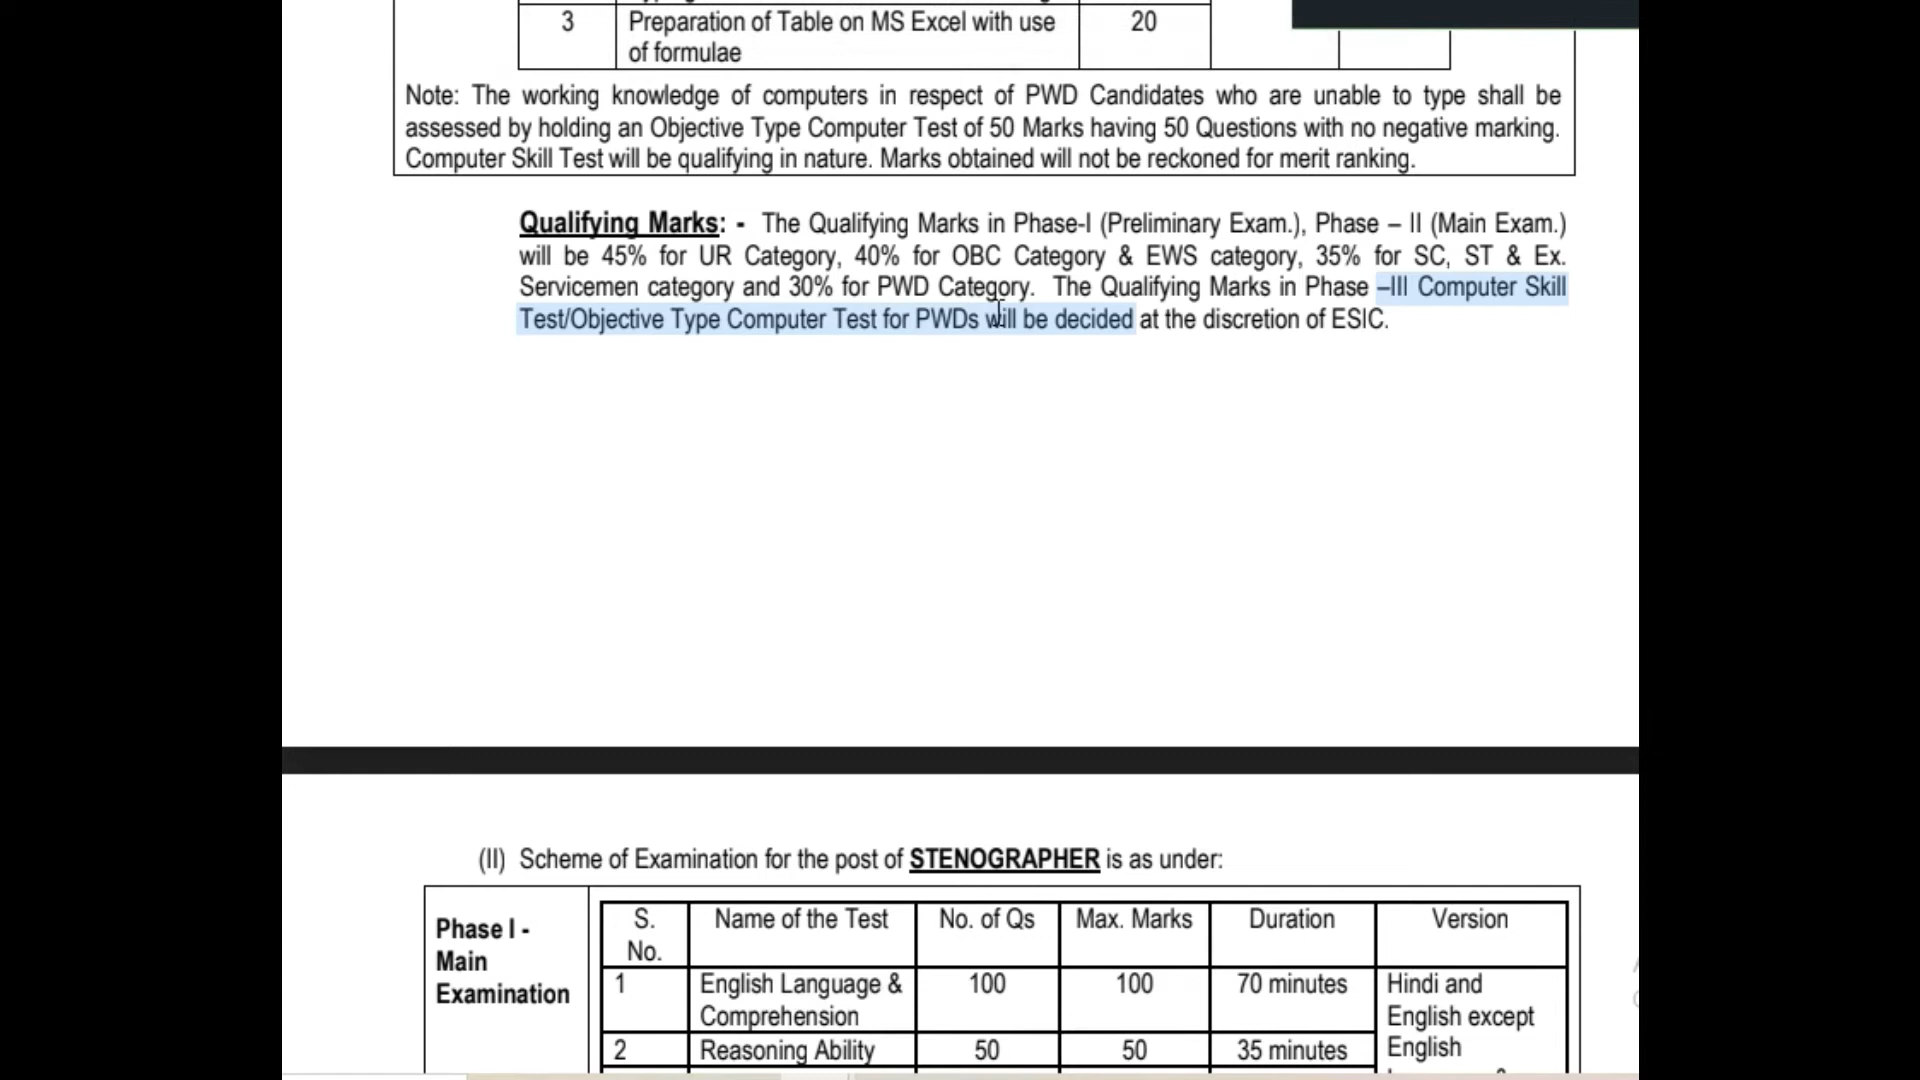 3 Preparation of Table on MS Excel with use 20
of formulae
Note: The working knowledge of computers in respect of PWD Candidates who are unable to type shall be
assessed by holding an Objective Type Computer Test of 50 Marks having 50 Questions with no negative marking.
Computer Skill Test will be qualifying in nature. Marks obtained will not be reckoned for merit ranking.
Qualifying Marks: - The Qualifying Marks in Phase-I (Preliminary Exam.), Phase – II (Main Exam.)
will be 45% for UR Category, 40% for OBC Category & EWS category, 35% for SC, ST & Ex.
Servicemen category and 30% for PWD Category. The Qualifying Marks in Phase –III Computer Skill
Test/Objective Type Computer Test for PWDs will be decided at the discretion of ESIC.
(II) Scheme of Examination for the post of STENOGRAPHER is as under:
Phase I -
Main
Examination
S.
No.
Name of the Test
No. of Qs
Max. Marks
Duration
Version
1
English Language &
Comprehension
100
100
70 minutes
Hindi and
English except
English
2
Reasoning Ability
50
50
35 minutes